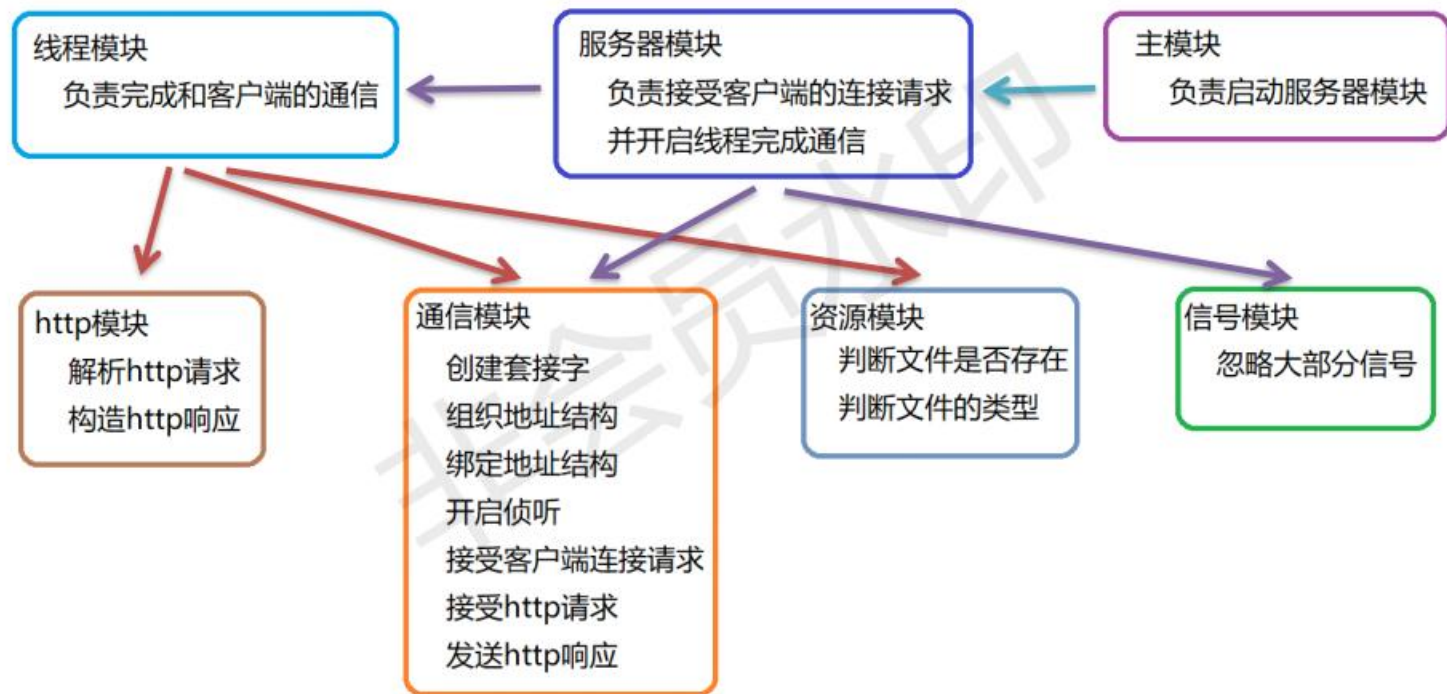 线程模块
负责完成和客户端的通信
服务器模块
负责接受客户端的连接请求
并开启线程完成通信
主模块
负责启动服务器模块
http模块
解析http请求
构造http响应
通信模块
创建套接字
组织地址结构
绑定地址结构
开启侦听
接受客户端连接请求
接受http请求
发送http响应
资源模块
判断文件是否存在
判断文件的类型
信号模块
忽略大部分信号
非会员水印